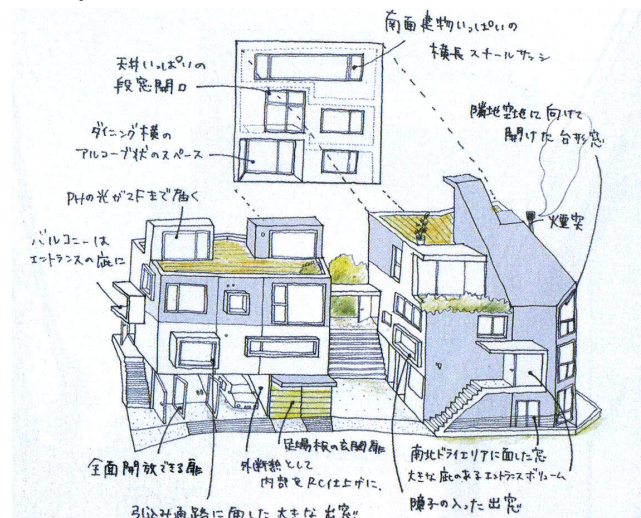 南面建物いっぱいの
横長スチールサッシ
天井いっぱいの
段窓開口
ダイニング横の
アルコーブ状のスペース
隣地空地に向けて
開けた台形窓
煙突
PHの光が2Fまで届く
バルコニーは
エントランスの庇に
全面開放できる扉
外断熱として
内部をRC仕上げに.
足場板の玄関扉
引込み通路に面した大きな出窓
南北ドライエリアに面した窓
大きな庇のあるエントランスボリューム
障子の入った出窓